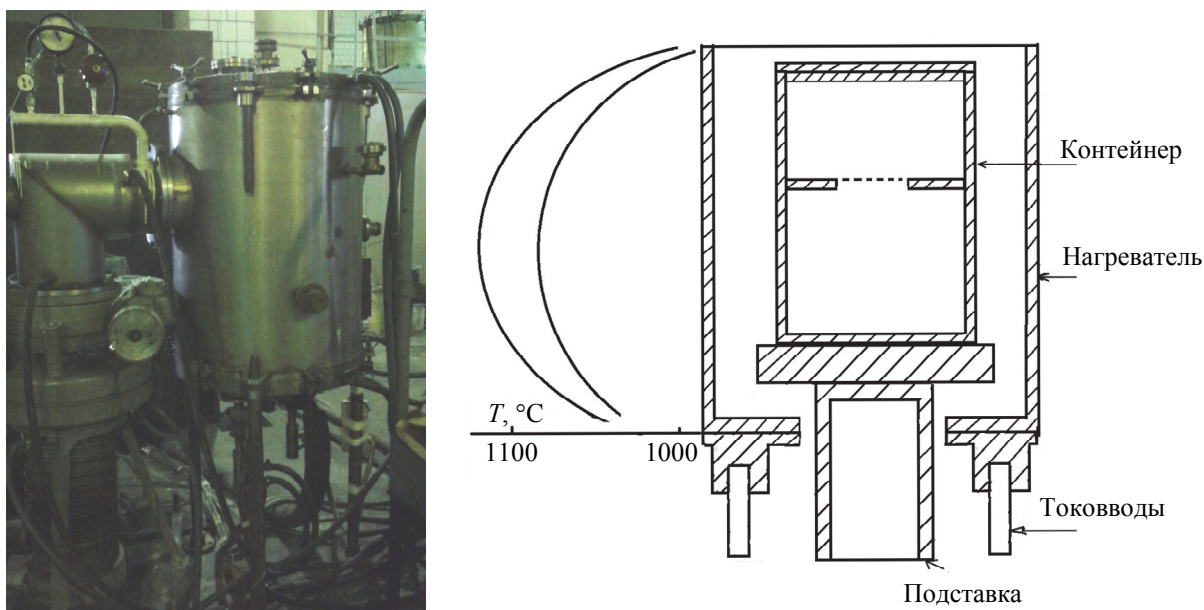 Контейнер
Нагреватель
T, °C
1100
1000
Токовводы
Подставка